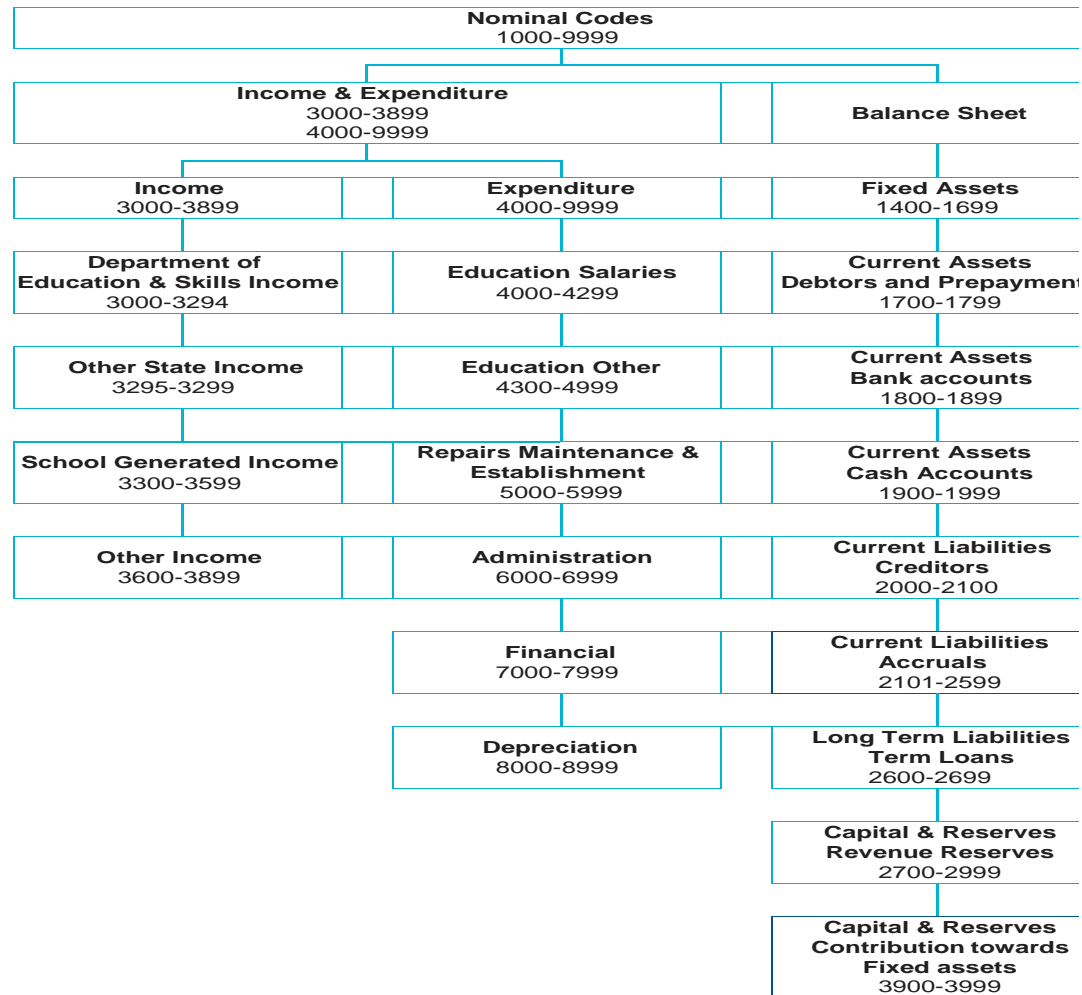 Nominal Codes
1000-9999
Income & Expenditure
3000-3899
4000-9999
Balance Sheet
Income
3000-3899
Expenditure
4000-9999
Fixed Assets
1400-1699
Department of
Education & Skills Income
3000-3294
Education Salaries
4000-4299
Current Assets
Debtors and Prepayment
1700-1799
Other State Income
3295-3299
Education Other
4300-4999
Current Assets
Bank accounts
1800-1899
School Generated Income
3300-3599
Repairs Maintenance &
Establishment
5000-5999
Current Assets
Cash Accounts
1900-1999
Other Income
3600-3899
Administration
6000-6999
Current Liabilities
Creditors
2000-2100
Financial
7000-7999
Current Liabilities
Accruals
2101-2599
Depreciation
8000-8999
Long Term Liabilities
Term Loans
2600-2699
Capital & Reserves
Revenue Reserves
2700-2999
Capital & Reserves
Contribution towards
Fixed assets
3900-3999